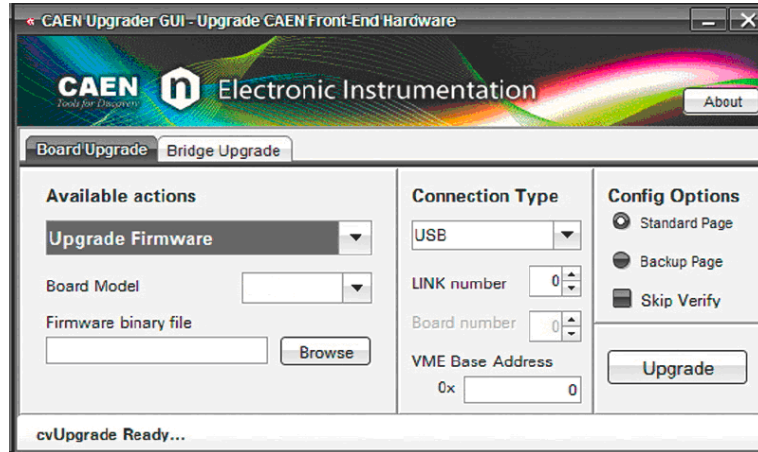 CAEN Upgrader GUI - Upgrade CAEN Front-End Hardware
CAEN
Tools for Discovery
n
Electronic Instrumentation
About
Board Upgrade
Bridge Upgrade
Available actions
Upgrade Firmware
Board Model
Firmware binary file
Browse
Connection Type
USB
LINK number
0
Board number
0
VME Base Address
0x
0
Config Options
Standard Page
Backup Page
Skip Verify
Upgrade
cvUpgrade Ready...